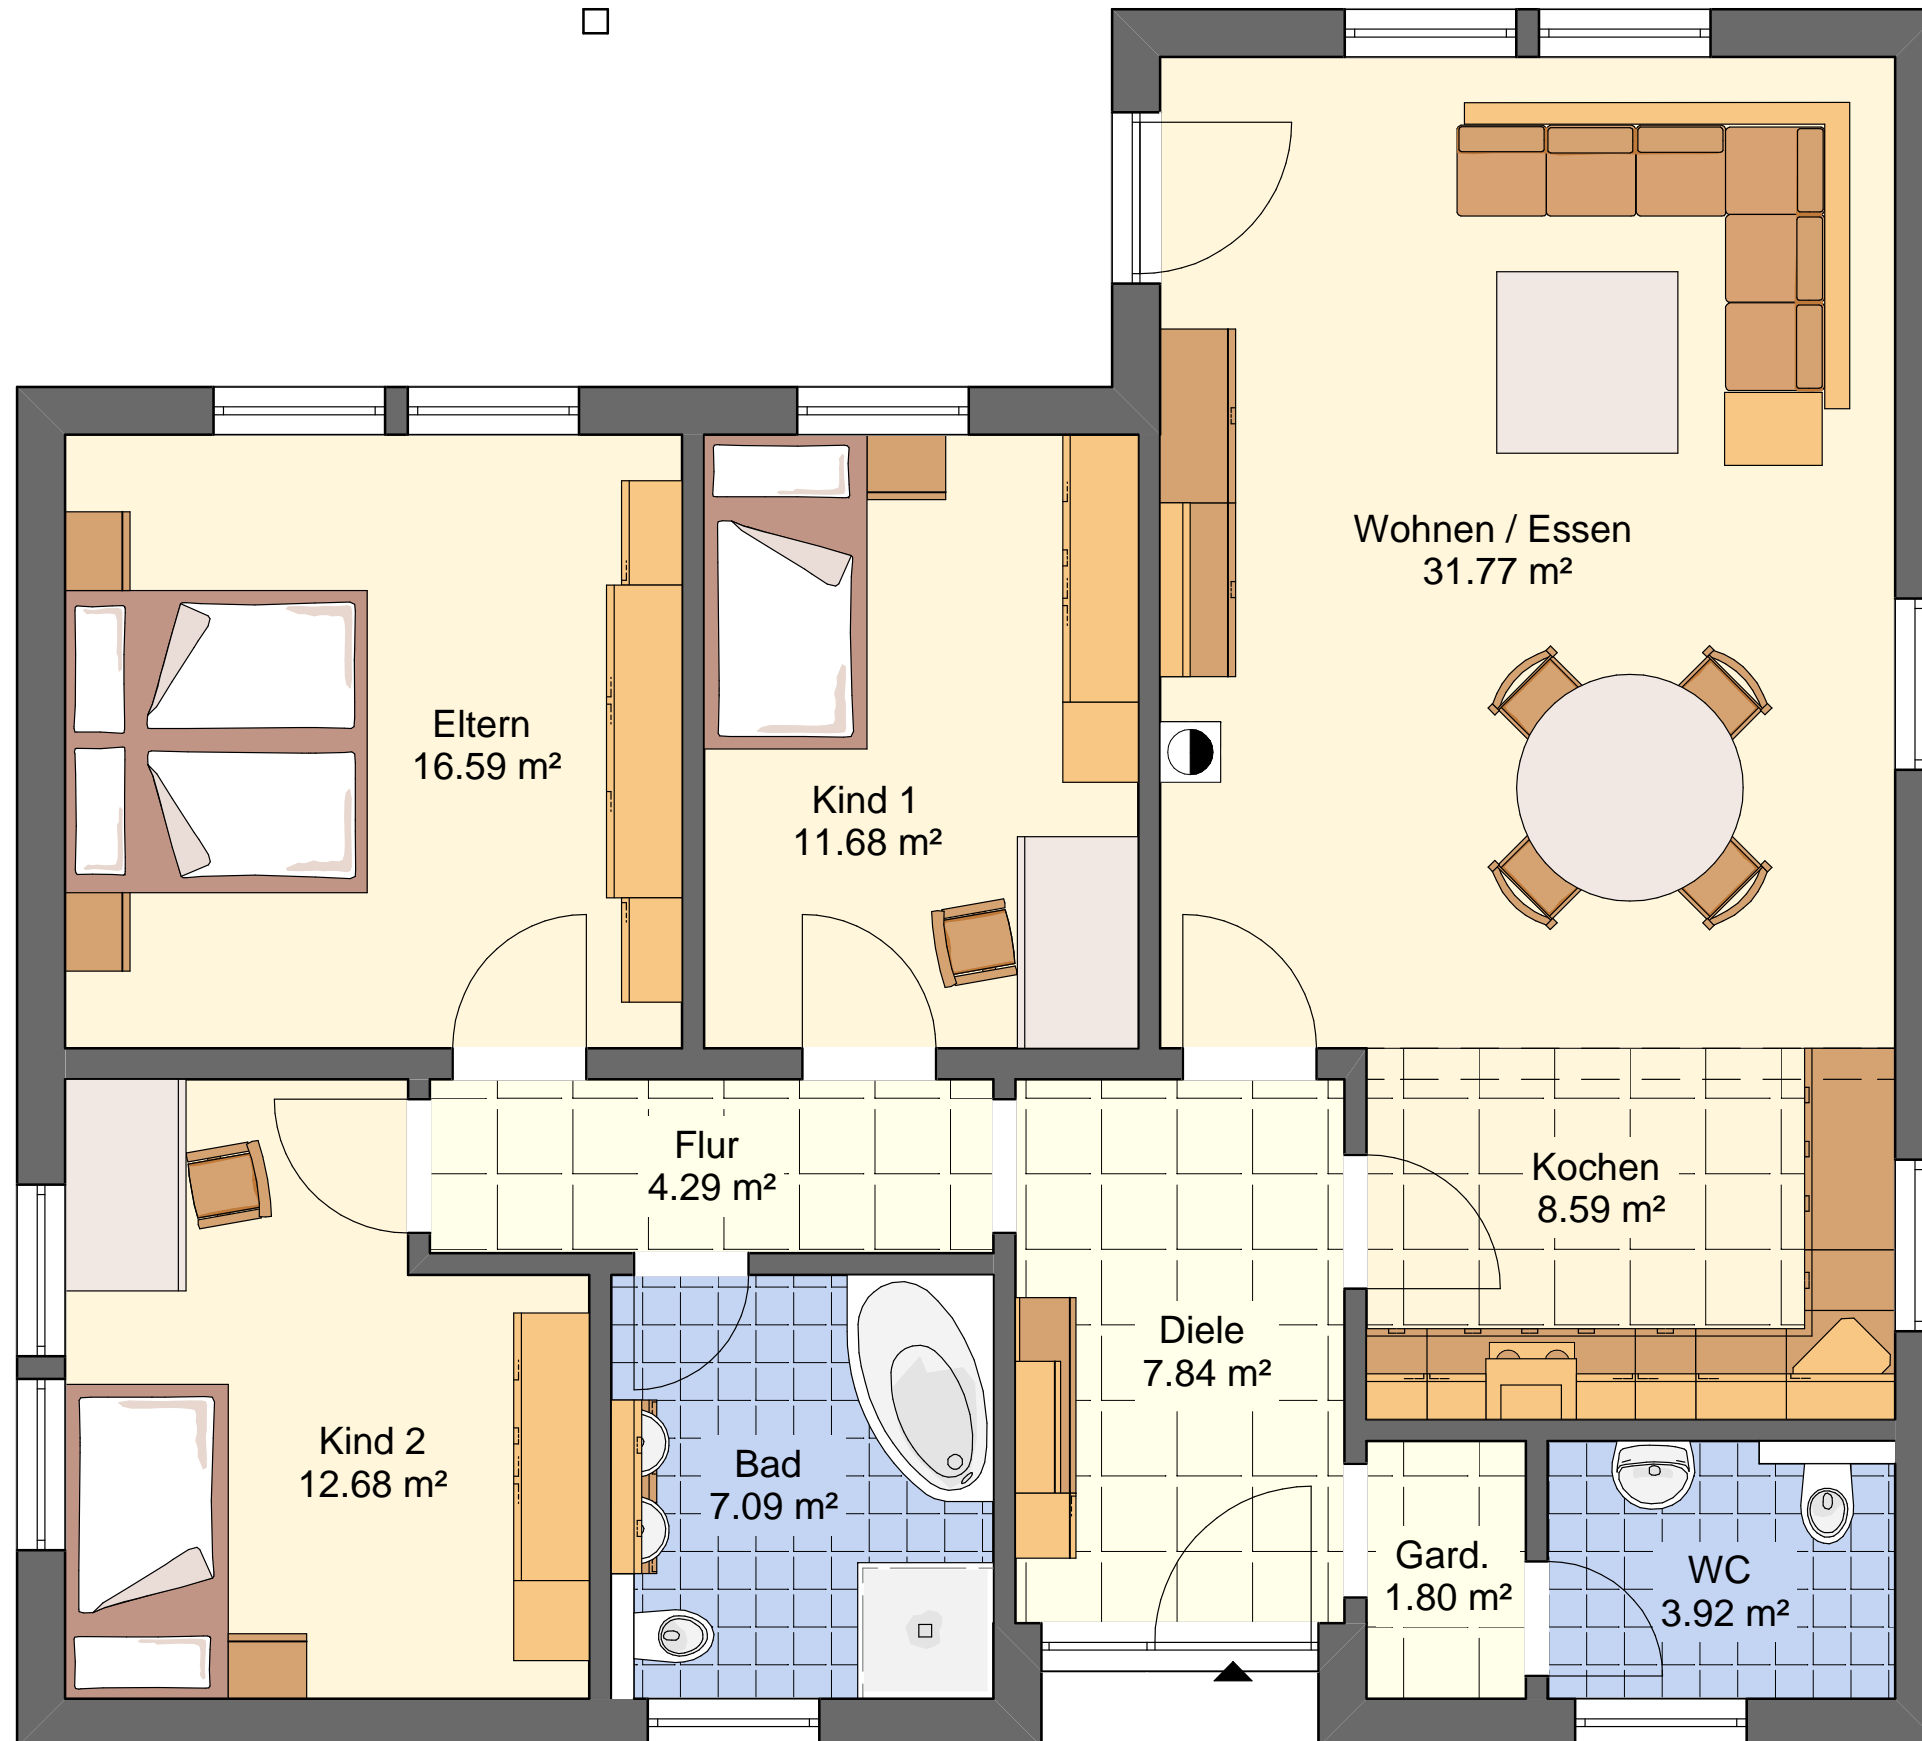 Wohnen / Essen
31.77 m²
Eltern
16.59 m²
Kind 1
11.68 m²
Flur
4.29 m²
Kochen
8.59 m²
Diele
7.84 m²
Kind 2
12.68 m²
Bad
7.09 m²
Gard.
1.80 m²
WC
3.92 m²